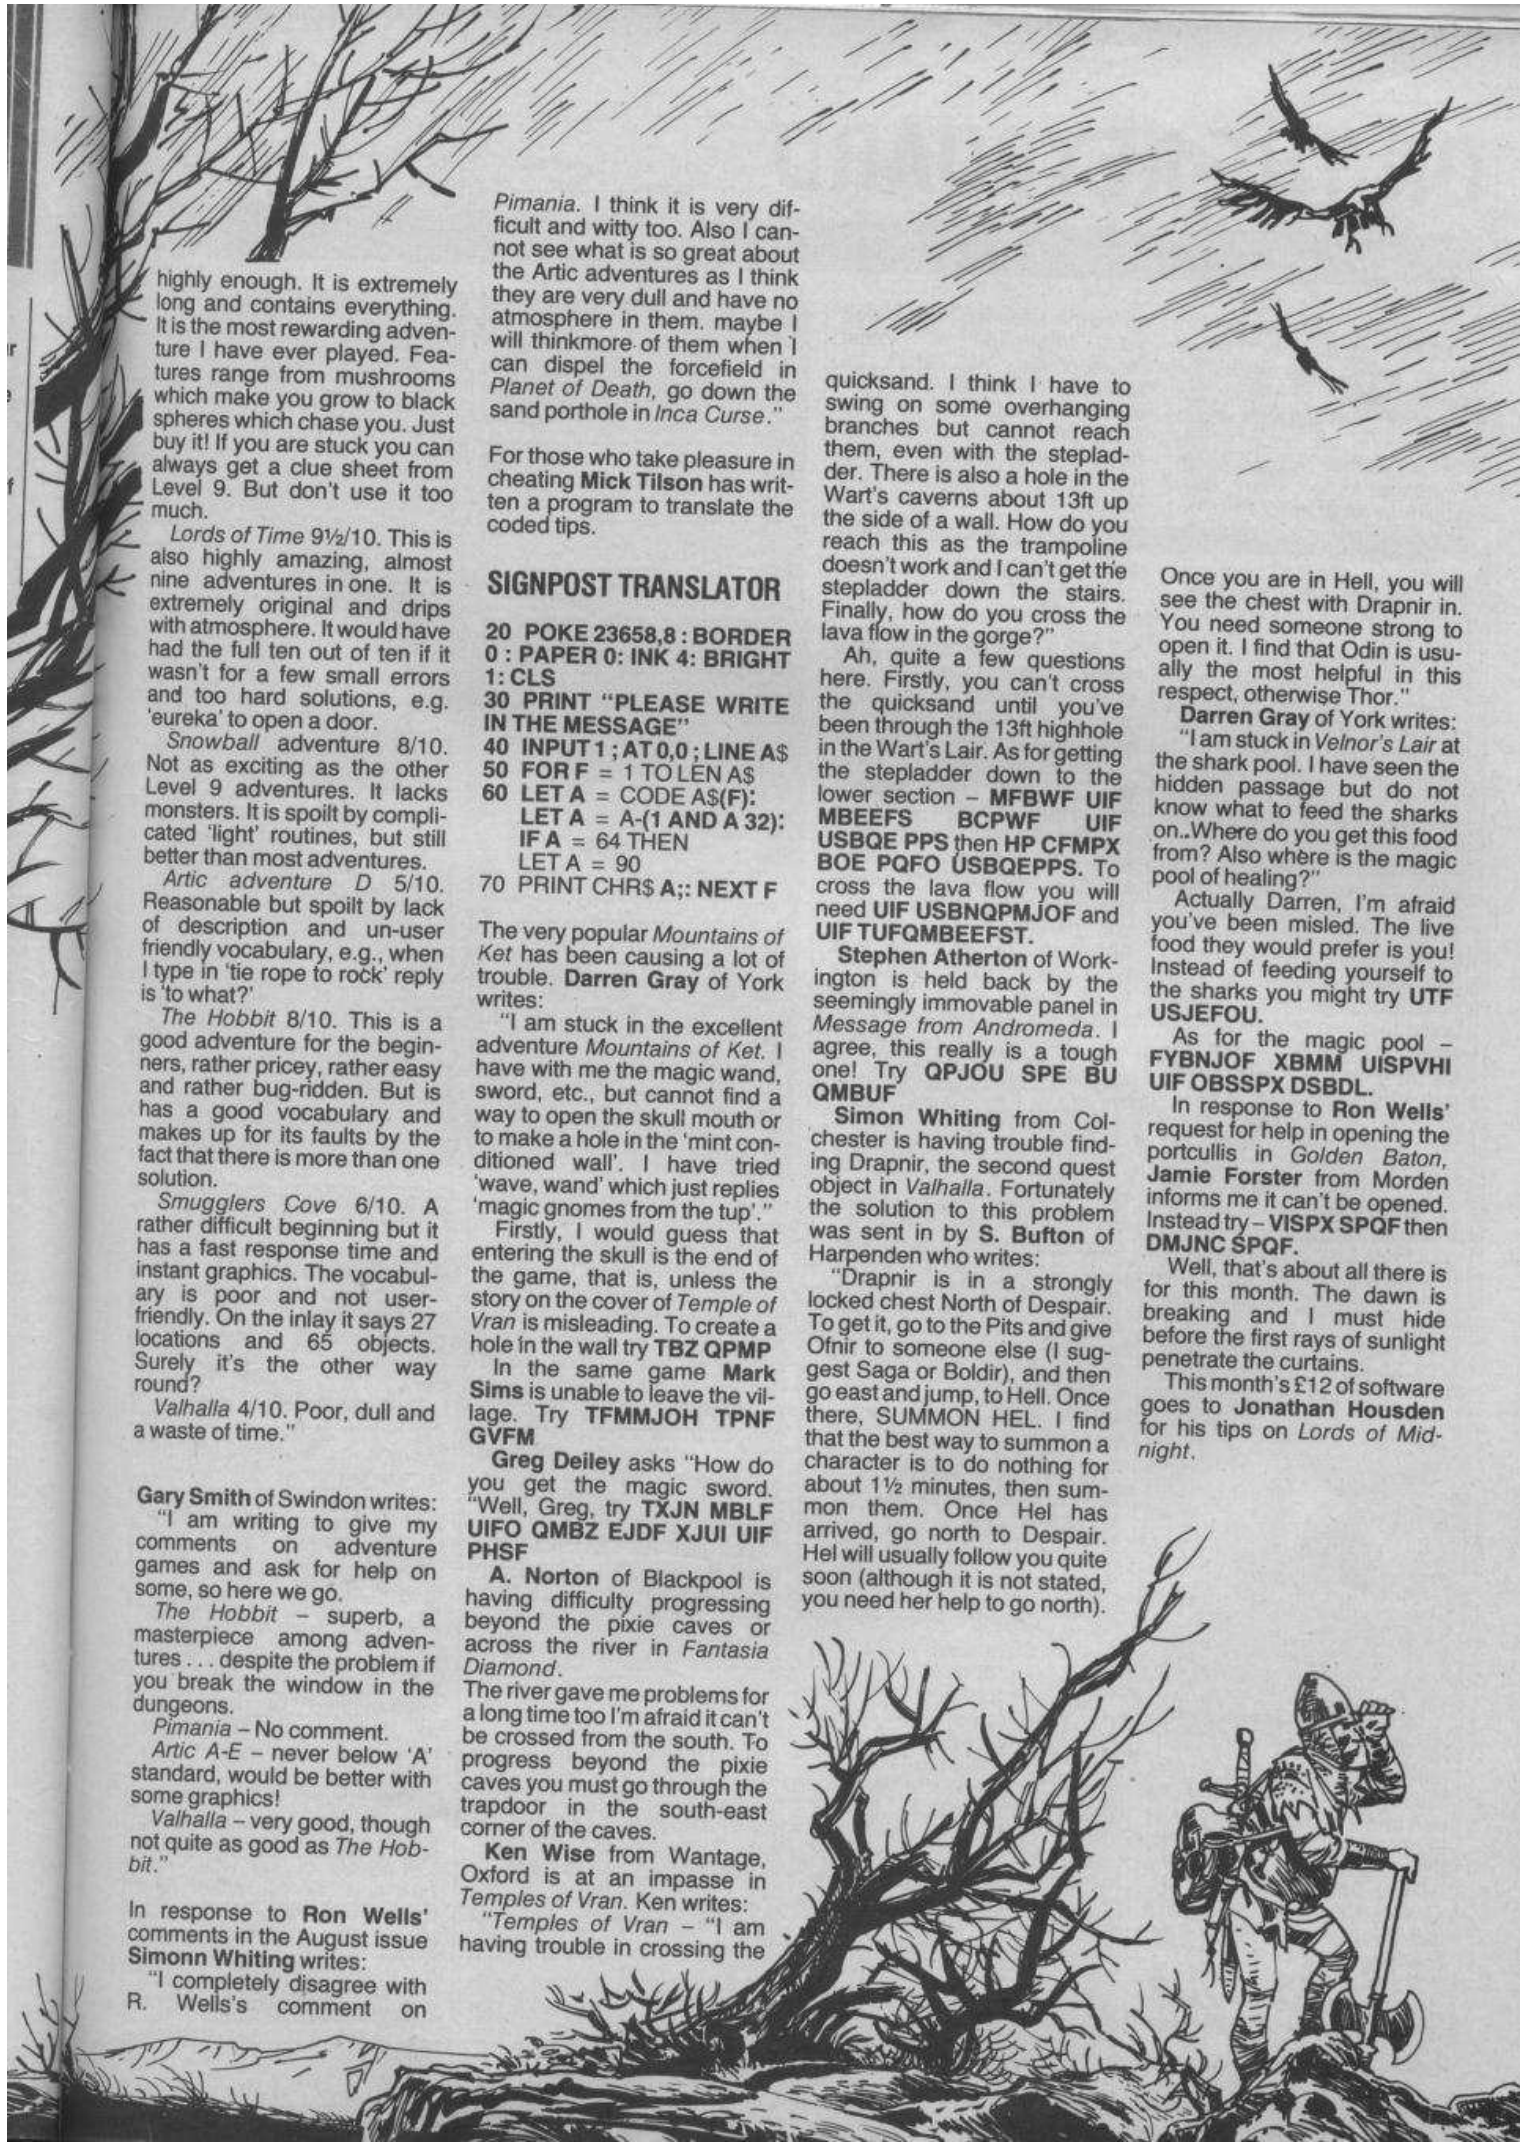 highly enough. It is extremely
long and contains everything.
It is the most rewarding adven-
ture I have ever played. Fea-
tures range from mushrooms
which make you grow to black
spheres which chase you. Just
buy it! If you are stuck you can
always get a clue sheet from
Level 9. But don't use it too
much.
Lords of Time 9½/10. This is
also highly amazing, almost
nine adventures in one. It is
extremely original and drips
with atmosphere. It would have
had the full ten out of ten if it
wasn't for a few small errors
and too hard solutions, e.g.
'eureka' to open a door.
Snowball adventure 8/10.
Not as exciting as the other
Level 9 adventures. It lacks
monsters. It is spoilt by compli-
cated 'light' routines, but still
better than most adventures.
Artic adventure D 5/10.
Reasonable but spoilt by lack
of description and un-user
friendly vocabulary, e.g., when
I type in 'tie rope to rock' reply
is 'to what?'
The Hobbit 8/10. This is a
good adventure for the begin-
ners, rather pricey, rather easy
and rather bug-ridden. But is
has a good vocabulary and
makes up for its faults by the
fact that there is more than one
solution.
Smugglers Cove 6/10. A
rather difficult beginning but it
has a fast response time and
instant graphics. The vocabul-
ary is poor and not user-
friendly. On the inlay it says 27
locations and 65 objects.
Surely it's the other way
round?
Valhalla 4/10. Poor, dull and
a waste of time."
Gary Smith of Swindon writes:
"I am writing to give my
comments on adventure
games and ask for help on
some, so here we go.
The Hobbit – superb, a
masterpiece among adven-
tures . . . despite the problem if
you break the window in the
dungeons.
Pimania – No comment.
Artic A-E – never below 'A'
standard, would be better with
some graphics!
Valhalla – very good, though
not quite as good as The Hob-
bit."
In response to Ron Wells'
comments in the August issue
Simonn Whiting writes:
"I completely disagree with
R. Wells's comment on
Pimania. I think it is very dif-
ficult and witty too. Also I can-
not see what is so great about
the Artic adventures as I think
they are very dull and have no
atmosphere in them. maybe I
will thinkmore of them when I
can dispel the forcefield in
Planet of Death, go down the
sand porthole in Inca Curse."
For those who take pleasure in
cheating Mick Tilson has writ-
ten a program to translate the
coded tips.
SIGNPOST TRANSLATOR
20 POKE 23658,8 : BORDER
0 : PAPER 0: INK 4: BRIGHT
1: CLS
30 PRINT "PLEASE WRITE
IN THE MESSAGE"
40 INPUT 1 ; AT 0,0 ; LINE A$
50 FOR F = 1 TO LEN A$
60 LET A = CODE A$(F):
LET A = A-(1 AND A 32):
IF A = 64 THEN
LET A = 90
70 PRINT CHR$ A;: NEXT F
The very popular Mountains of
Ket has been causing a lot of
trouble. Darren Gray of York
writes:
"I am stuck in the excellent
adventure Mountains of Ket. I
have with me the magic wand,
sword, etc., but cannot find a
way to open the skull mouth or
to make a hole in the 'mint con-
ditioned wall'. I have tried
'wave, wand' which just replies
'magic gnomes from the tup'."
Firstly, I would guess that
entering the skull is the end of
the game, that is, unless the
story on the cover of Temple of
Vran is misleading. To create a
hole in the wall try TBZ QPMP
In the same game Mark
Sims is unable to leave the vil-
lage. Try TFMMJOH TPNF
GVFM
Greg Deiley asks "How do
you get the magic sword.
"Well, Greg, try TXJN MBLF
UIFO QMBZ EJDF XJUI UIF
PHSF
A. Norton of Blackpool is
having difficulty progressing
beyond the pixie caves or
across the river in Fantasia
Diamond.
The river gave me problems for
a long time too I'm afraid it can't
be crossed from the south. To
progress beyond the pixie
caves you must go through the
trapdoor in the south-east
corner of the caves.
Ken Wise from Wantage,
Oxford is at an impasse in
Temples of Vran. Ken writes:
"Temples of Vran – "I am
having trouble in crossing the
quicksand. I think I have to
swing on some overhanging
branches but cannot reach
them, even with the steplad-
der. There is also a hole in the
Wart's caverns about 13ft up
the side of a wall. How do you
reach this as the trampoline
doesn't work and I can't get the
stepladder down the stairs.
Finally, how do you cross the
lava flow in the gorge?"
Ah, quite a few questions
here. Firstly, you can't cross
the quicksand until you've
been through the 13ft highhole
in the Wart's Lair. As for getting
the stepladder down to the
lower section – MFBWF UIF
MBEEFS BCPWF UIF
USBQE PPS then HP CFMPX
BOE PQFO USBQEPPS. To
cross the lava flow you will
need UIF USBNQPMJOF and
UIF TUFQMBEEFST.
Stephen Atherton of Work-
ington is held back by the
seemingly immovable panel in
Message from Andromeda. I
agree, this really is a tough
one! Try QPJOU SPE BU
QMBUF
Simon Whiting from Col-
chester is having trouble find-
ing Drapnir, the second quest
object in Valhalla. Fortunately
the solution to this problem
was sent in by S. Bufton of
Harpenden who writes:
"Drapnir is in a strongly
locked chest North of Despair.
To get it, go to the Pits and give
Ofnir to someone else (I sug-
gest Saga or Boldir), and then
go east and jump, to Hell. Once
there, SUMMON HEL. I find
that the best way to summon a
character is to do nothing for
about 1½ minutes, then sum-
mon them. Once Hel has
arrived, go north to Despair.
Hel will usually follow you quite
soon (although it is not stated,
you need her help to go north).
Once you are in Hell, you will
see the chest with Drapnir in.
You need someone strong to
open it. I find that Odin is usu-
ally the most helpful in this
respect, otherwise Thor."
Darren Gray of York writes:
"I am stuck in Velnor's Lair at
the shark pool. I have seen the
hidden passage but do not
know what to feed the sharks
on..Where do you get this food
from? Also where is the magic
pool of healing?"
Actually Darren, I'm afraid
you've been misled. The live
food they would prefer is you!
Instead of feeding yourself to
the sharks you might try UTF
USJEFOU.
As for the magic pool –
FYBNJOF XBMM UISPVHI
UIF OBSSPX DSBDL.
In response to Ron Wells'
request for help in opening the
portcullis in Golden Baton,
Jamie Forster from Morden
informs me it can't be opened.
Instead try – VISPX SPQF then
DMJNC SPQF.
Well, that's about all there is
for this month. The dawn is
breaking and I must hide
before the first rays of sunlight
penetrate the curtains.
This month's £12 of software
goes to Jonathan Housden
for his tips on Lords of Mid-
night.